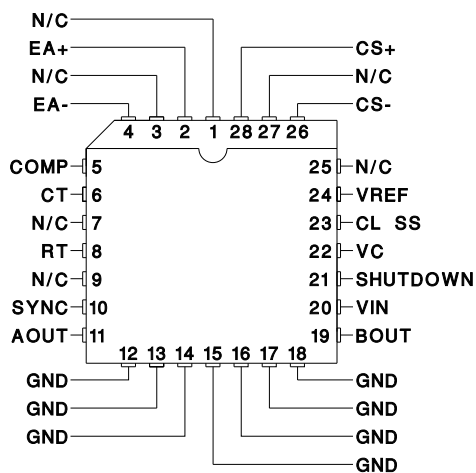 N/C
EA+ CS+
N/C N/C
EA- CS-
4 3 2 1 28 27 26
COMP 5 25 N/C
CT 6 24 VREF
N/C 7 23 CL SS
RT 8 22 VC
N/C 9 21 SHUTDOWN
SYNC 10 20 VIN
AOUT 11 19 BOUT
12 13 14 15 16 17 18
GND GND
GND GND
GND GND
GND